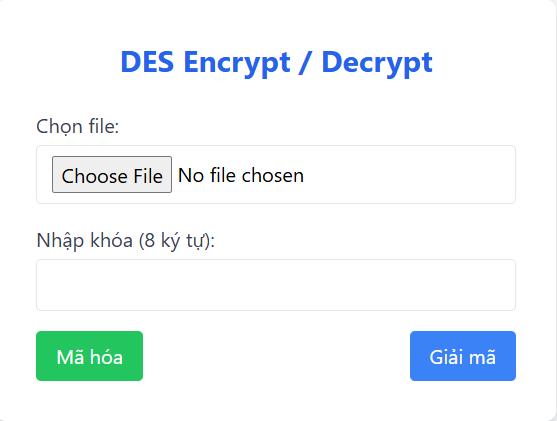 DES Encrypt / Decrypt
Chọn file:
Choose File No file chosen
Nhập khóa (8 ký tự):
Mã hóa Giải mã